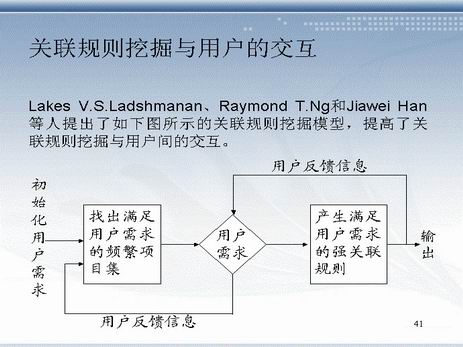 关联规则挖掘与用户的交互
Lakes V.S.Ladshmanan、Raymond T.Ng和Jiawei Han
等人提出了如下图所示的关联规则挖掘模型，提高了关
联规则挖掘与用户间的交互。
用户反馈信息
初
始
化
用
户
需
求
找出满足
用户需求
的频繁项
目集
用户
需求
产生满足
用户需求
的强关联
规则
输
出
用户反馈信息
41